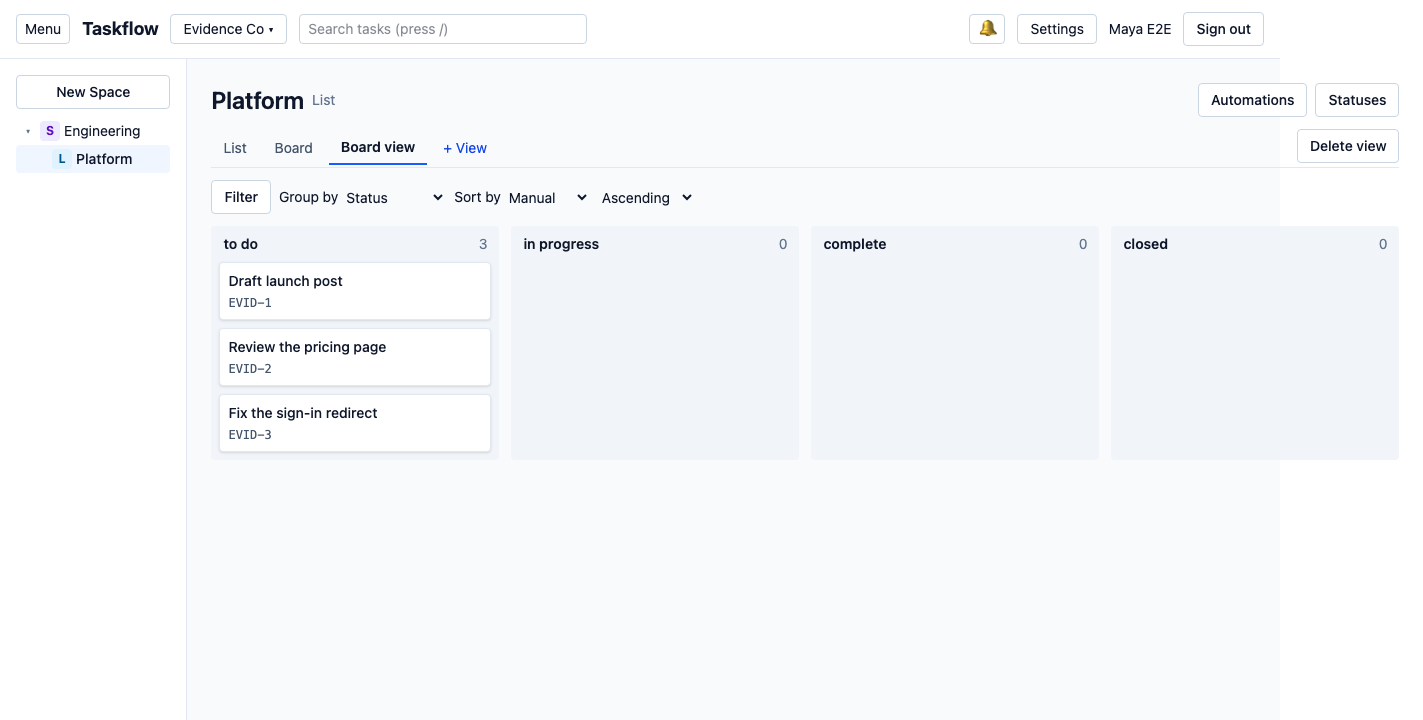 Menu Taskflow Evidence Co ▾ Search tasks (press /) 🔔 Settings Maya E2E Sign out
New Space
▾ S Engineering
L Platform
Platform List Automations Statuses
List Board Board view + View Delete view
Filter Group by Status Sort by Manual Ascending
to do 3 in progress 0 complete 0 closed 0
Draft launch post
EVID-1
Review the pricing page
EVID-2
Fix the sign-in redirect
EVID-3